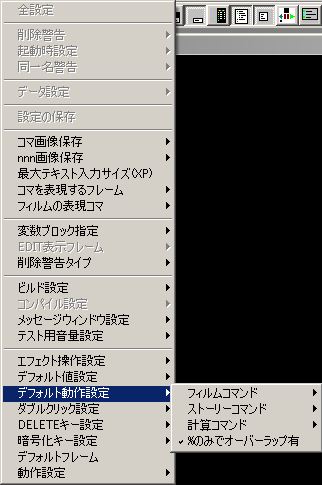 全設定
削除警告
起動時設定
同一名警告
データ設定
設定の保存
コマ画像保存
nnn画像保存
最大テキスト入力サイズ(XP)
コマを表現するフレーム
フィルムの表現コマ
変数ブロック指定
EDIT表示フレーム
削除警告タイプ
ビルド設定
コンパイル設定
メッセージウィンドウ設定
テスト用音量設定
エフェクト操作設定
デフォルト値設定
デフォルト動作設定
ダブルクリック設定
DELETEキー設定
暗号化キー設定
デフォルトフレーム
動作設定
フィルムコマンド
ストーリーコマンド
計算コマンド
%のみでオーバーラップ有